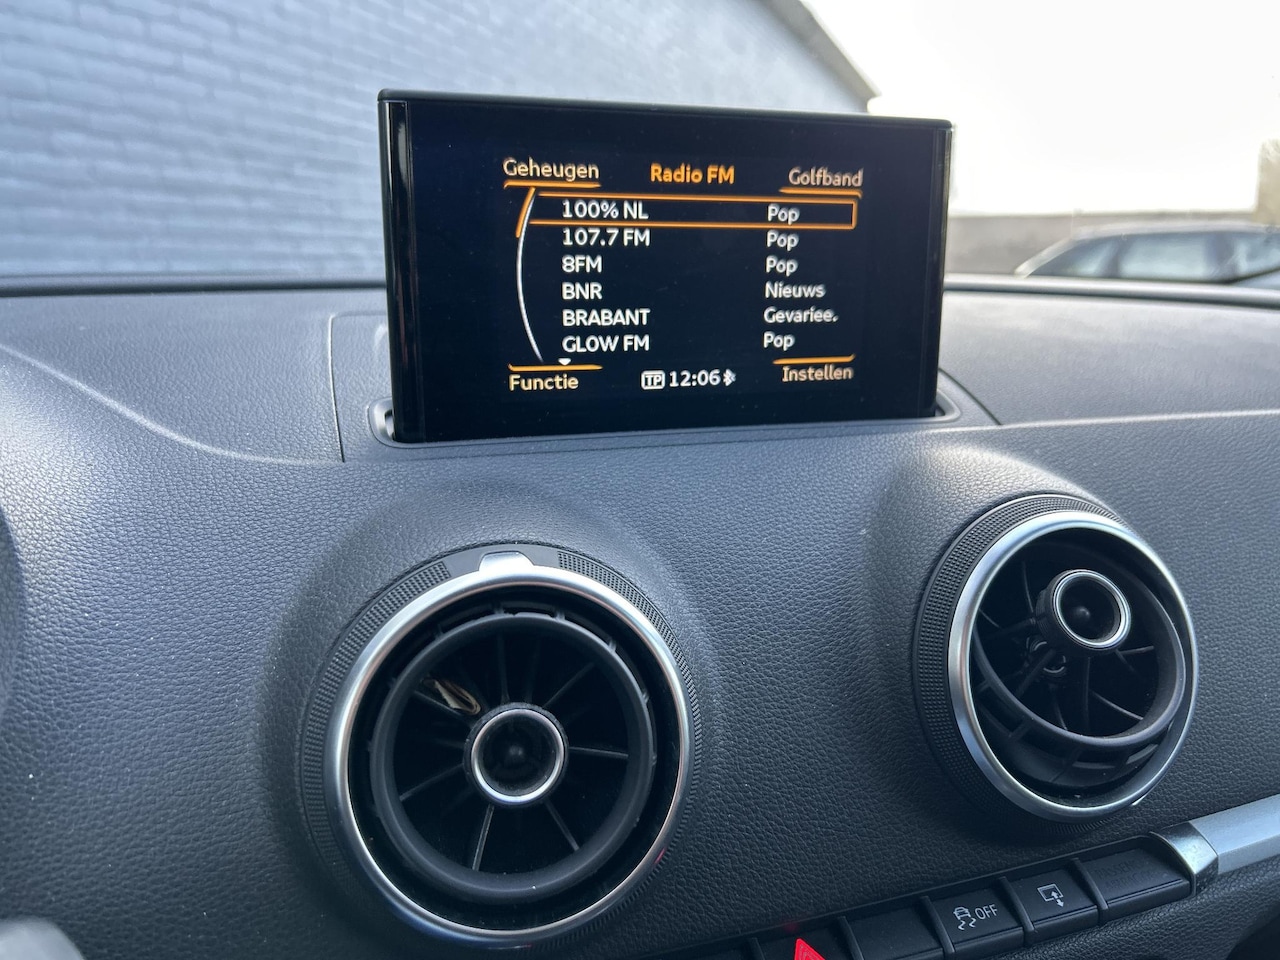 Geheugen Radio FM Golfband
100% NL Pop
107.7 FM Pop
8FM Pop
BNR Nieuws
BRABANT Gevariee.
GLOW FM Pop
Functie TP 12:06 Instellen
OFF